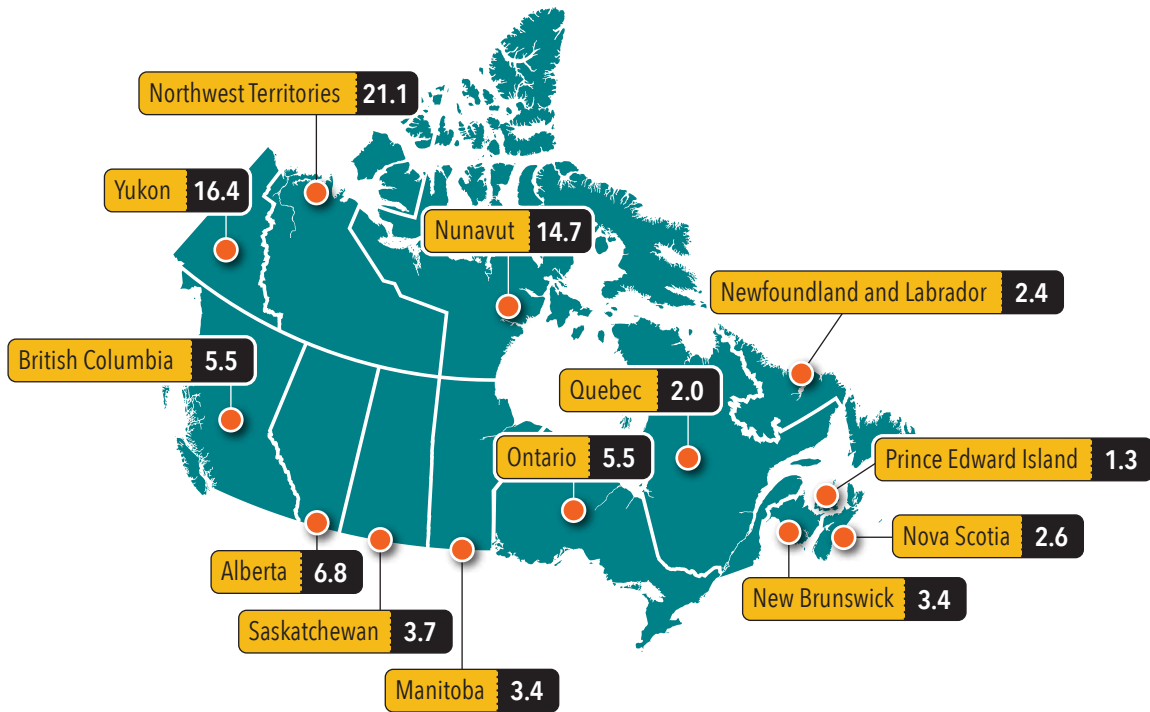 Northwest Territories 21.1
Yukon 16.4
Nunavut 14.7
Newfoundland and Labrador 2.4
British Columbia 5.5
Quebec 2.0
Ontario 5.5
Prince Edward Island 1.3
Nova Scotia 2.6
Alberta 6.8
New Brunswick 3.4
Saskatchewan 3.7
Manitoba 3.4